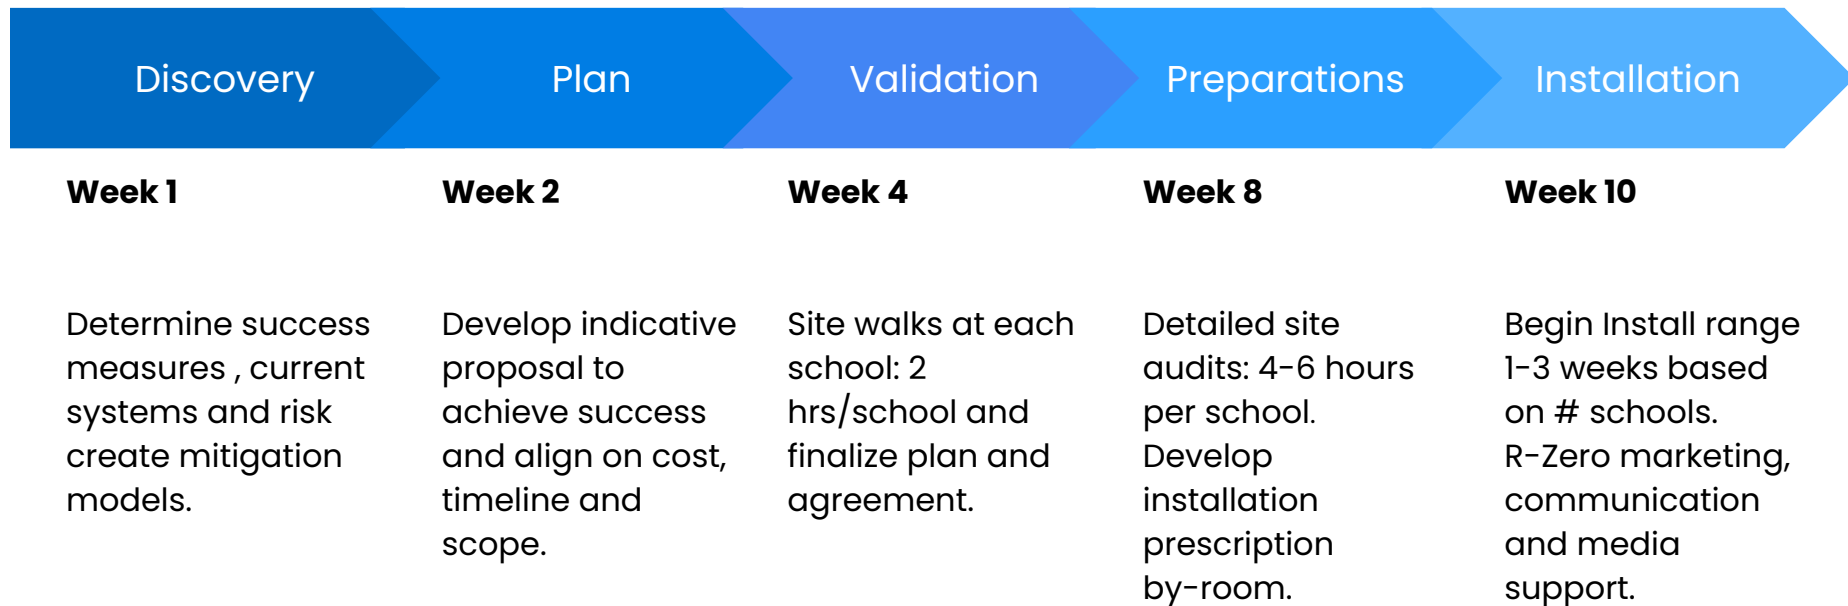 Discovery
Plan
Validation
Preparations
Installation
Week 1
Week 2
Week 4
Week 8
Week 10
Determine success
measures , current
systems and risk
create mitigation
models.
Develop indicative
proposal to
achieve success
and align on cost,
timeline and
scope.
Site walks at each
school: 2
hrs/school and
finalize plan and
agreement.
Detailed site
audits: 4-6 hours
per school.
Develop
installation
prescription
by-room.
Begin Install range
1-3 weeks based
on # schools.
R-Zero marketing,
communication
and media
support.